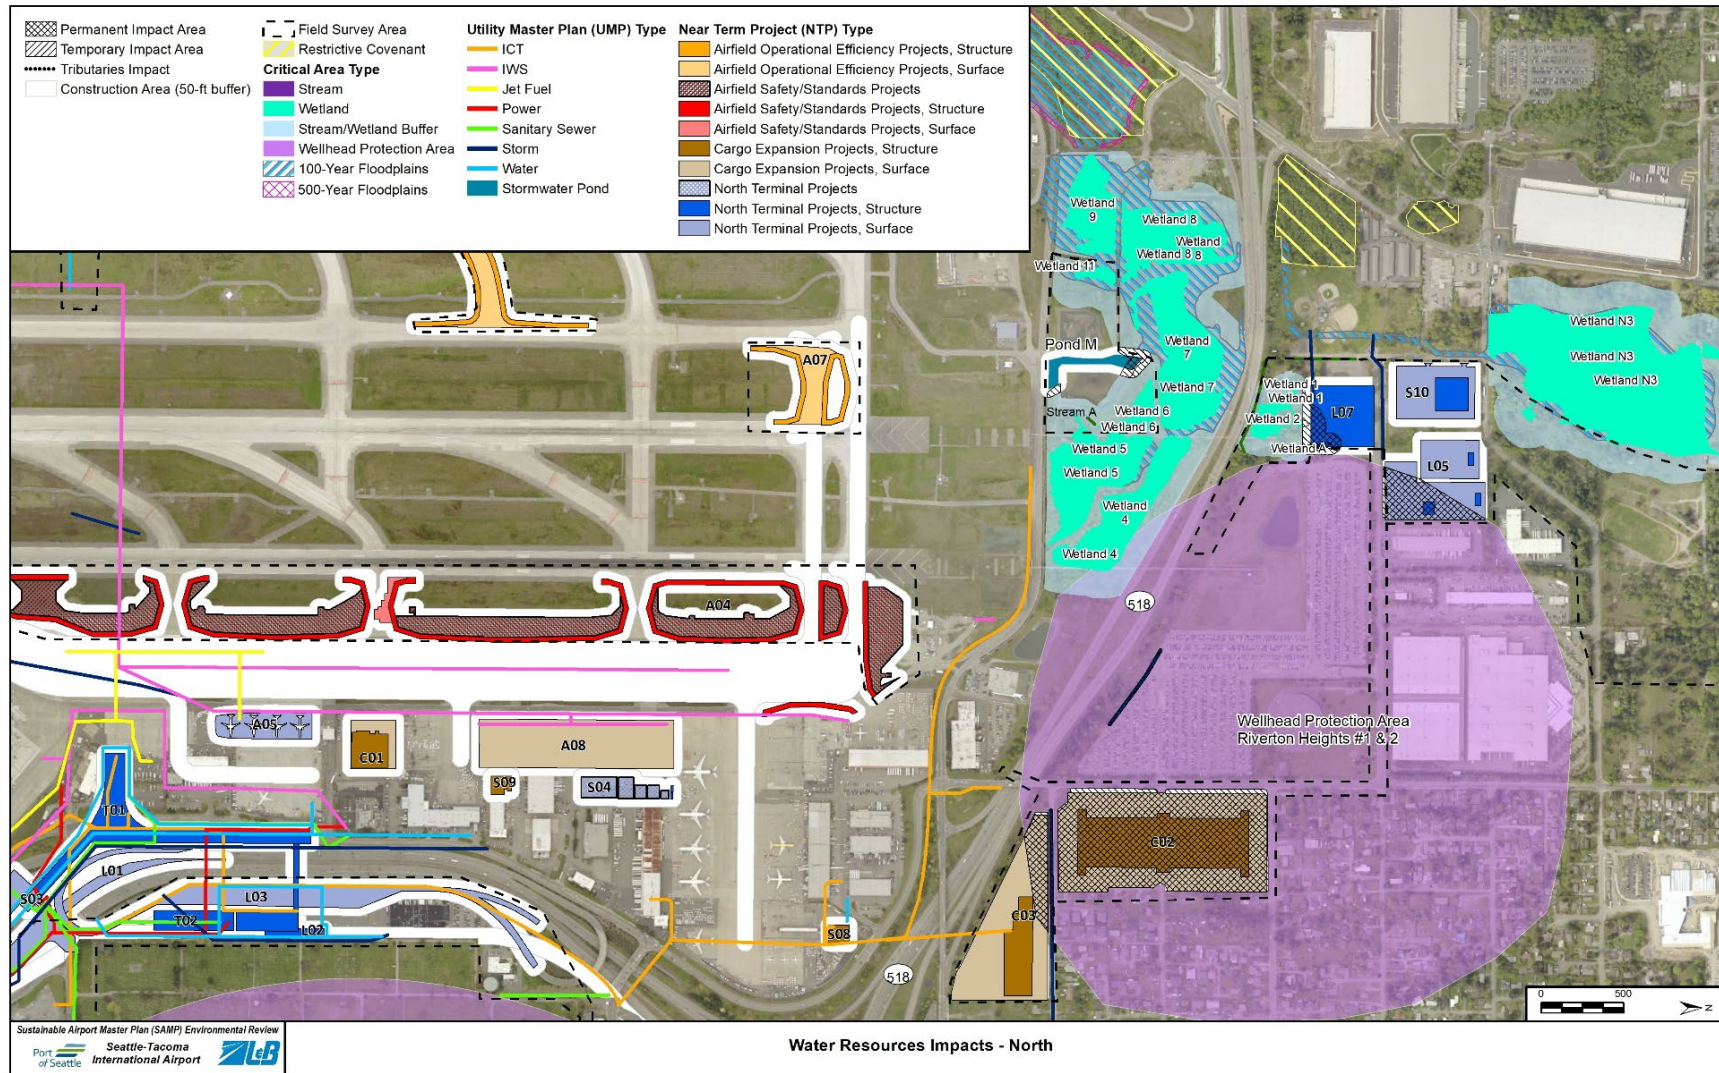 Permanent Impact Area
Temporary Impact Area
Tributaries Impact
Construction Area (50-ft buffer)
Field Survey Area
Restrictive Covenant
Critical Area Type
Stream
Wetland
Stream/Wetland Buffer
Wellhead Protection Area
100-Year Floodplains
500-Year Floodplains
Utility Master Plan (UMP) Type
ICT
IWS
Jet Fuel
Power
Sanitary Sewer
Storm
Water
Stormwater Pond
Near Term Project (NTP) Type
Airfield Operational Efficiency Projects, Structure
Airfield Operational Efficiency Projects, Surface
Airfield Safety/Standards Projects
Airfield Safety/Standards Projects, Structure
Airfield Safety/Standards Projects, Surface
Cargo Expansion Projects, Structure
Cargo Expansion Projects, Surface
North Terminal Projects
North Terminal Projects, Structure
North Terminal Projects, Surface
Wetland
9
Wetland 8
Wetland
8
Wetland 8
Wetland 11
Wetland N3
Pond M
Wetland
7
Wetland N3
A07
Wetland N3
Wetland 1
Wetland 7
Wetland 1
S10
Stream A
Wetland 6
L07
Wetland 2
Wetland 6
Wetland 5
Wetland A
L05
Wetland 5
Wetland
4
Wetland 4
A04
518
A05
Wellhead Protection Area
Riverton Heights #1 & 2
A08
C01
S09
S04
T01
C02
L01
S03
L03
T02
L02
C03
S08
518
0
500
N
Sustainable Airport Master Plan (SAMP) Environmental Review
Port
of Seattle
Seattle-Tacoma
International Airport
L&B
Water Resources Impacts - North